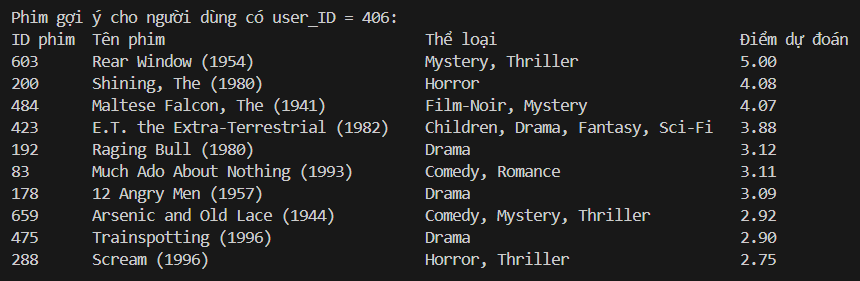 Phim gợi ý cho người dùng có user_ID = 406:
ID phim Tên phim Thể loại Điểm dự đoán
603 Rear Window (1954) Mystery, Thriller 5.00
200 Shining, The (1980) Horror 4.08
484 Maltese Falcon, The (1941) Film-Noir, Mystery 4.07
423 E.T. the Extra-Terrestrial (1982) Children, Drama, Fantasy, Sci-Fi 3.88
192 Raging Bull (1980) Drama 3.12
83 Much Ado About Nothing (1993) Comedy, Romance 3.11
178 12 Angry Men (1957) Drama 3.09
659 Arsenic and Old Lace (1944) Comedy, Mystery, Thriller 2.92
475 Trainspotting (1996) Drama 2.90
288 Scream (1996) Horror, Thriller 2.75